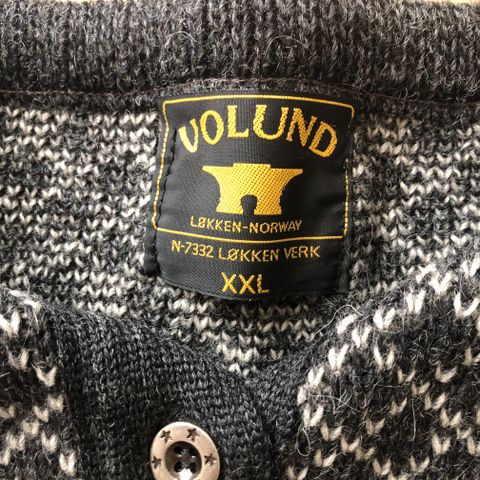 VOLUND
LØKKEN-NORWAY
N-7332 LØKKEN VERK
XXL